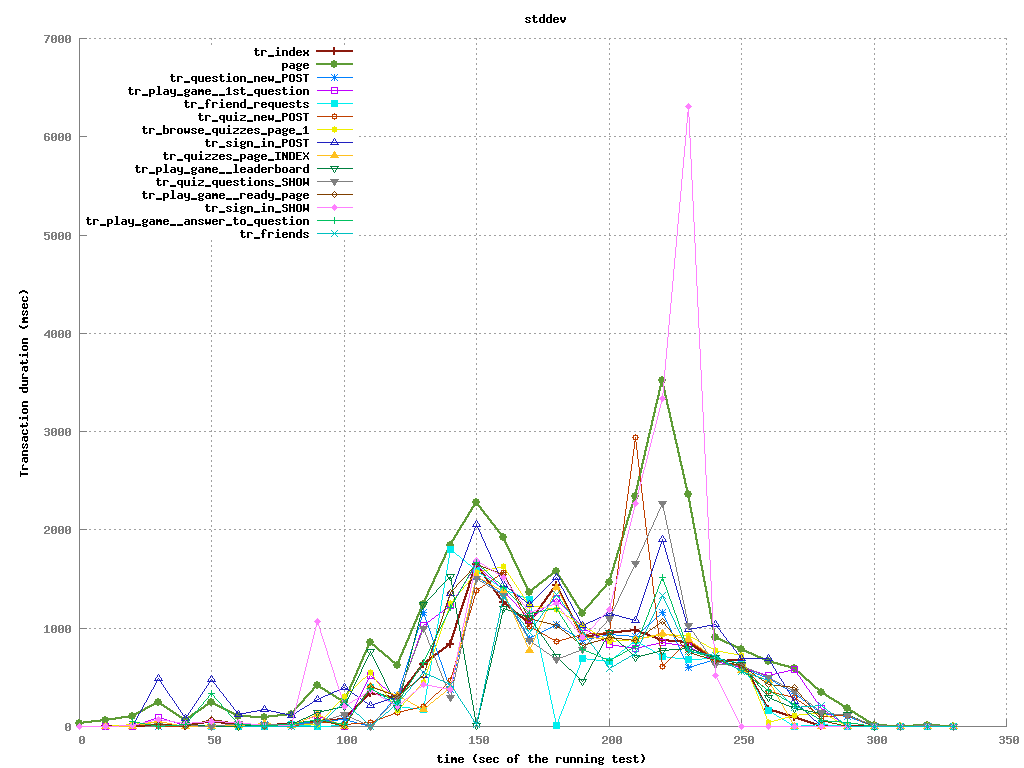 stddev
7000
6000
5000
4000
3000
2000
1000
0
tr_index
page
tr_question_new_POST
tr_play_game__1st_question
tr_friend_requests
tr_quiz_new_POST
tr_browse_quizzes_page_1
tr_sign_in_POST
tr_quizzes_page_INDEX
tr_play_game__leaderboard
tr_quiz_questions_SHOW
tr_play_game__ready_page
tr_sign_in_SHOW
tr_play_game__answer_to_question
tr_friends
Transaction duration (msec)
0 50 100 150 200 250 300 350
time (sec of the running test)